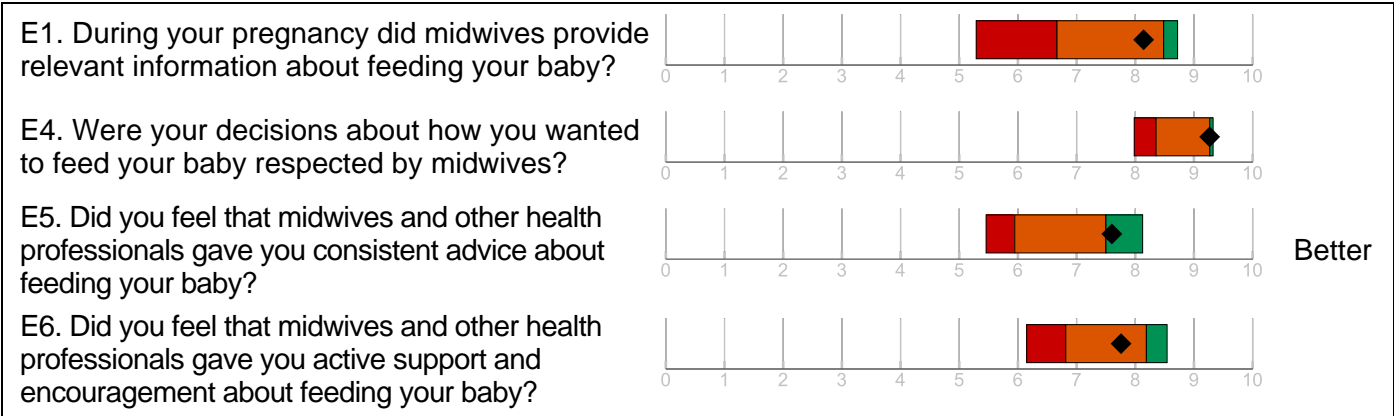 E1. During your pregnancy did midwives provide
relevant information about feeding your baby?
0 1 2 3 4 5 6 7 8 9 10
E4. Were your decisions about how you wanted
to feed your baby respected by midwives?
0 1 2 3 4 5 6 7 8 9 10
E5. Did you feel that midwives and other health
professionals gave you consistent advice about
feeding your baby?
0 1 2 3 4 5 6 7 8 9 10
Better
E6. Did you feel that midwives and other health
professionals gave you active support and
encouragement about feeding your baby?
0 1 2 3 4 5 6 7 8 9 10